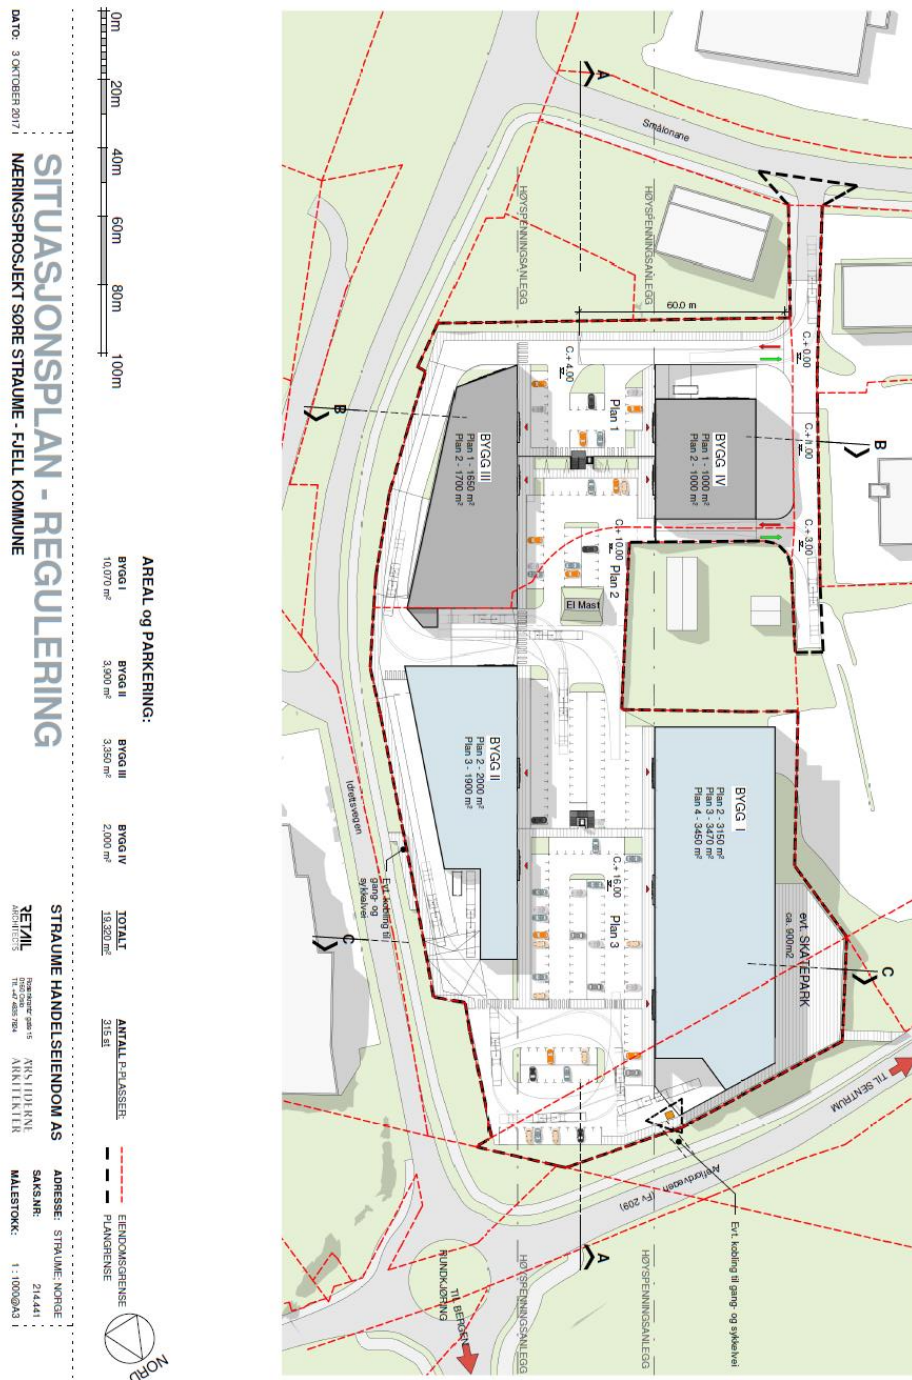 Smålonane
HØYSPENNINGSANLEGG
HØYSPENNINGSANLEGG
A
60.0 m
C.+ 0.00
C.+ 4.00
C.+ 3.00
C.+ 10.00
C.+ 16.00
Plan 1
Plan 2
Plan 3
B
B
BYGG IV
Plan 1 - 1000 m²
Plan 2 - 1000 m²
BYGG III
Plan 1 - 1650 m²
Plan 2 - 1700 m²
El Mast
BYGG II
Plan 2 - 2000 m²
Plan 3 - 1900 m²
BYGG I
Plan 2 - 3150 m²
Plan 3 - 3470 m²
Plan 4 - 3450 m²
evt. SKATEPARK
ca. 900m2
C
C
Idrettsvegen
Evt. kobling til
gang- og
sykkelvei
TIL SENTRUM
Evt. kobling til gang- og sykkelvei
A
HØYSPENNINGSANLEGG
HØYSPENNINGSANLEGG
TIL BERGEN
RUNDKJØRING
0m 20m 40m 60m 80m 100m
AREAL og PARKERING:
BYGG I BYGG II BYGG III BYGG IV TOTALT ANTALL P-PLASSER:
10,070 m² 3,900 m² 3,350 m² 2,000 m² 19,320 m² 315 st
EIENDOMSGRENSE
PLANGRENSE
NORD
SITUASJONSPLAN - REGULERING
NÆRINGSPROSJEKT SØRE STRAUME - FJELL KOMMUNE
DATO: 3 OKTOBER 2017
STRAUME HANDELSEIENDOM AS
RETAIL
ARCHITECTS
ARKITEKTER
ADRESSE: STRAUME, NORGE
SAKS.NR: 214.441
MÅLESTOKK: 1 : 1000@A3